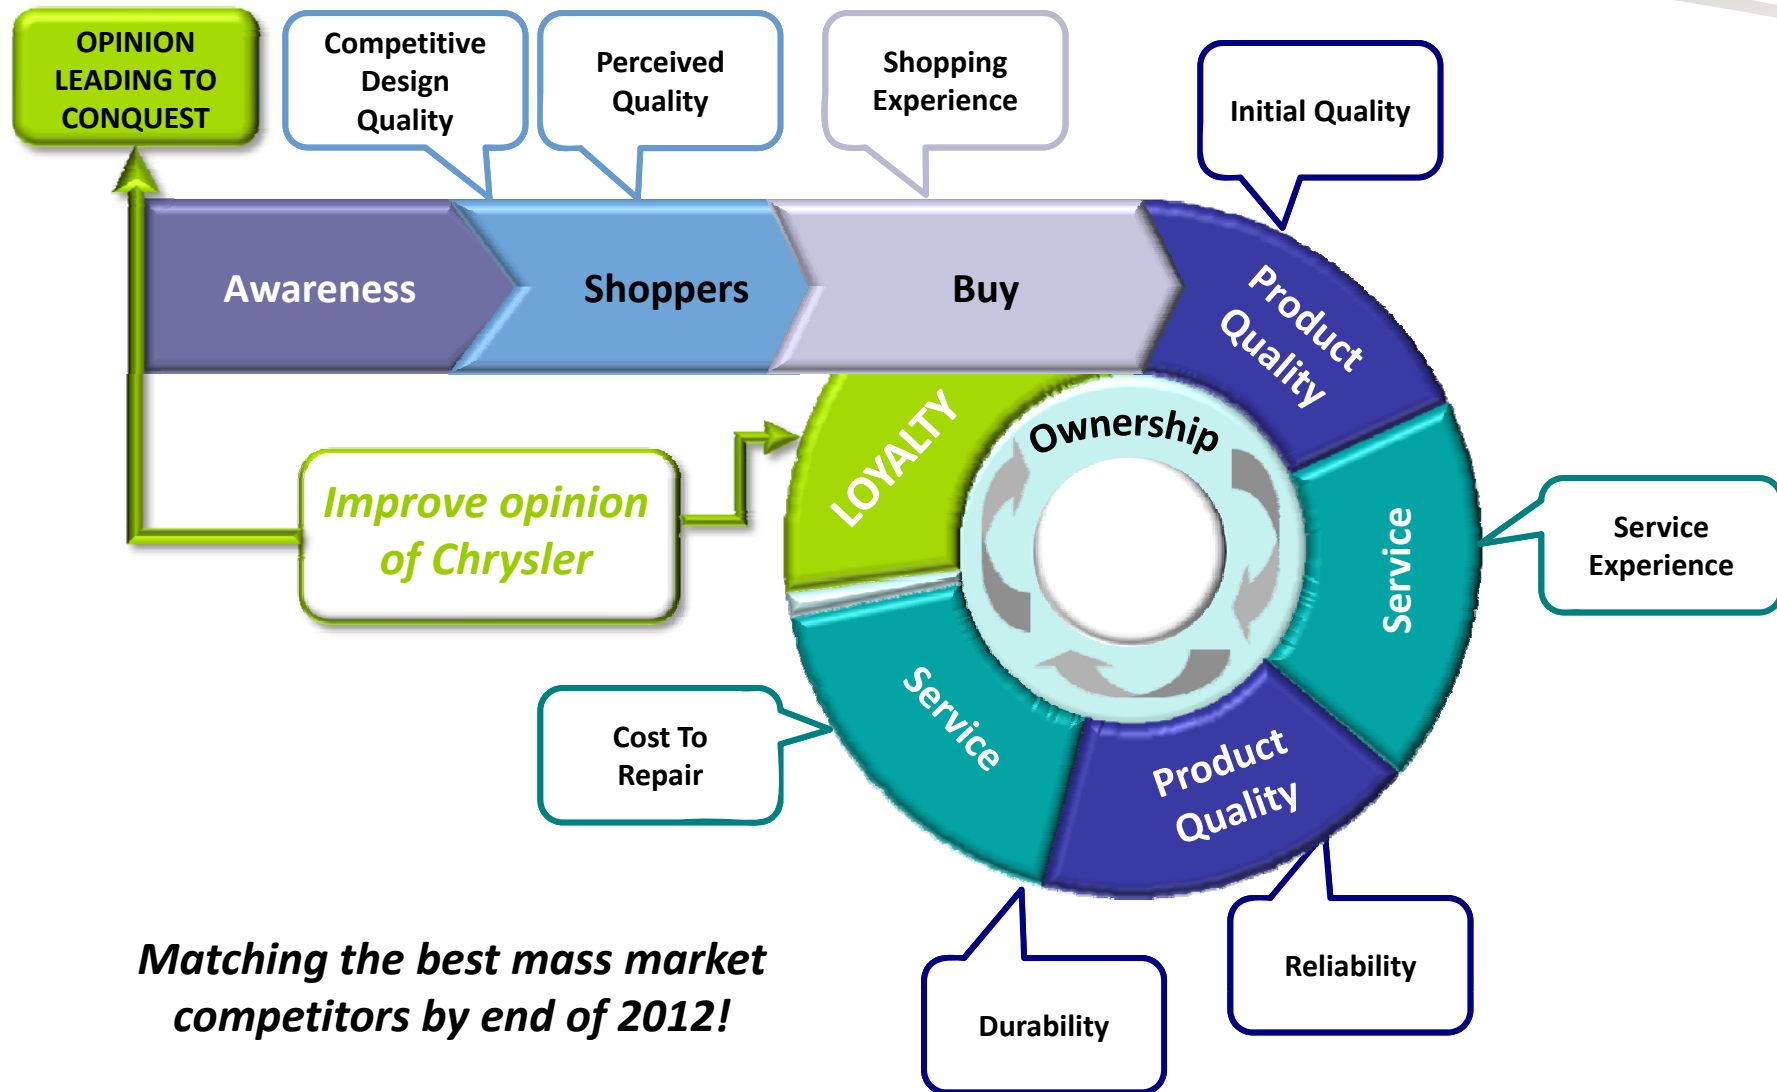 OPINION
LEADING TO
CONQUEST
Competitive
Design
Quality
Perceived
Quality
Shopping
Experience
Initial Quality
Awareness
Shoppers
Buy
Product
Quality
LOYALTY
Ownership
Improve opinion
of Chrysler
Service
Service
Experience
Service
Cost To
Repair
Product
Quality
Reliability
Durability
Matching the best mass market
competitors by end of 2012!